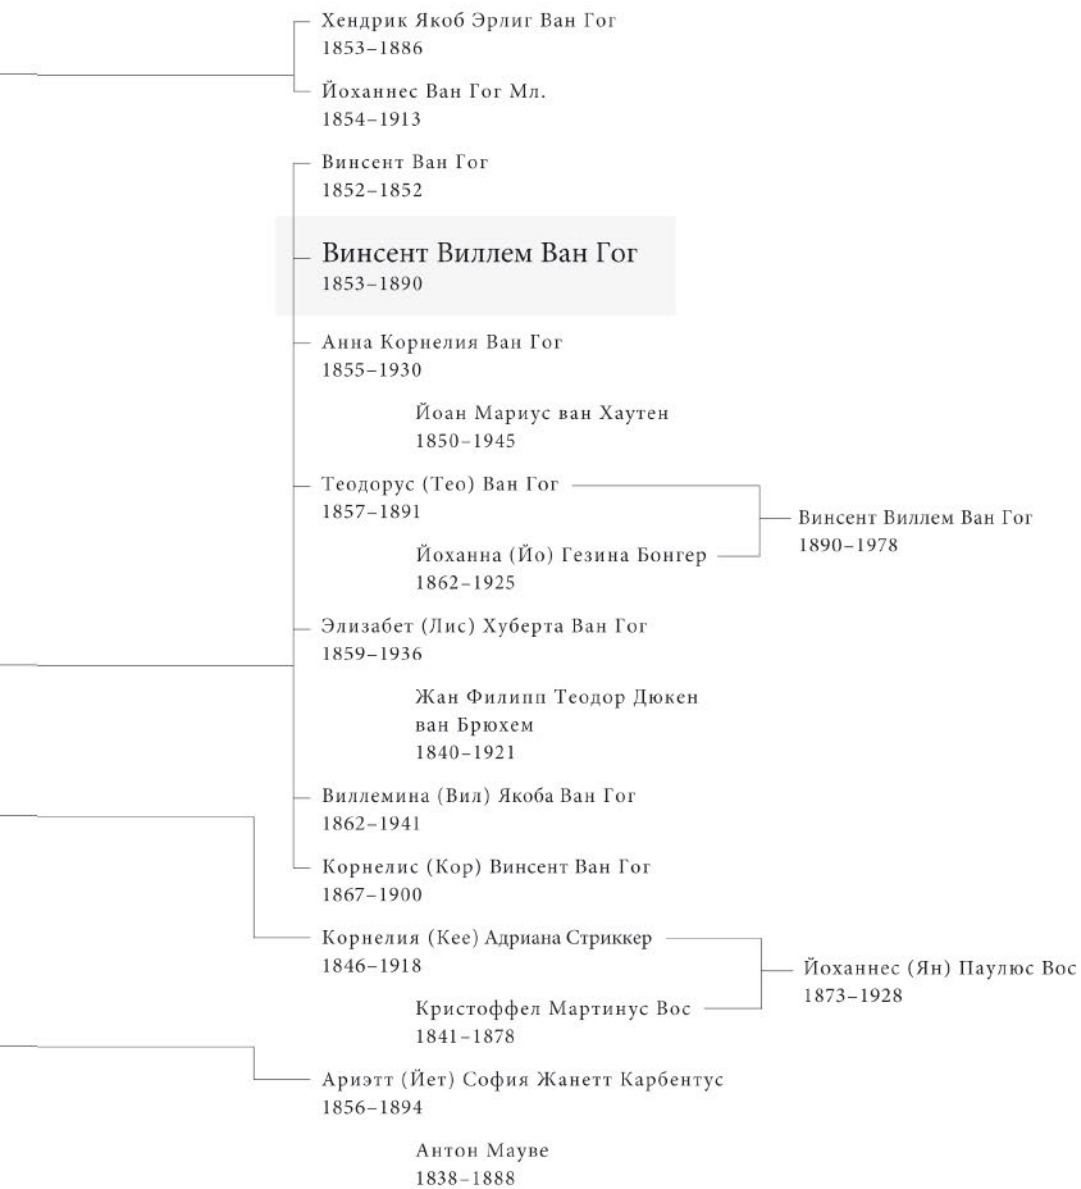 Хендрик Якоб Эрлиг Ван Гог
1853–1886
Йоханнес Ван Гог Мл.
1854–1913
Винсент Ван Гог
1852–1852
Винсент Виллем Ван Гог
1853–1890
Анна Корнелия Ван Гог
1855–1930
Йоан Мариус ван Хаутен
1850–1945
Теодорус (Тео) Ван Гог
1857–1891
Винсент Виллем Ван Гог
1890–1978
Йоханна (Йо) Гезина Бонгер
1862–1925
Элизабет (Лис) Хуберта Ван Гог
1859–1936
Жан Филипп Теодор Дюкен
ван Брюхем
1840–1921
Виллемина (Вил) Якоба Ван Гог
1862–1941
Корнелис (Кор) Винсент Ван Гог
1867–1900
Корнелия (Кее) Адриана Стриккер
1846–1918
Йоханнес (Ян) Паулюс Вос
1873–1928
Кристоффел Мартинус Вос
1841–1878
Ариэтт (Йет) София Жанетт Карбентус
1856–1894
Антон Мауве
1838–1888